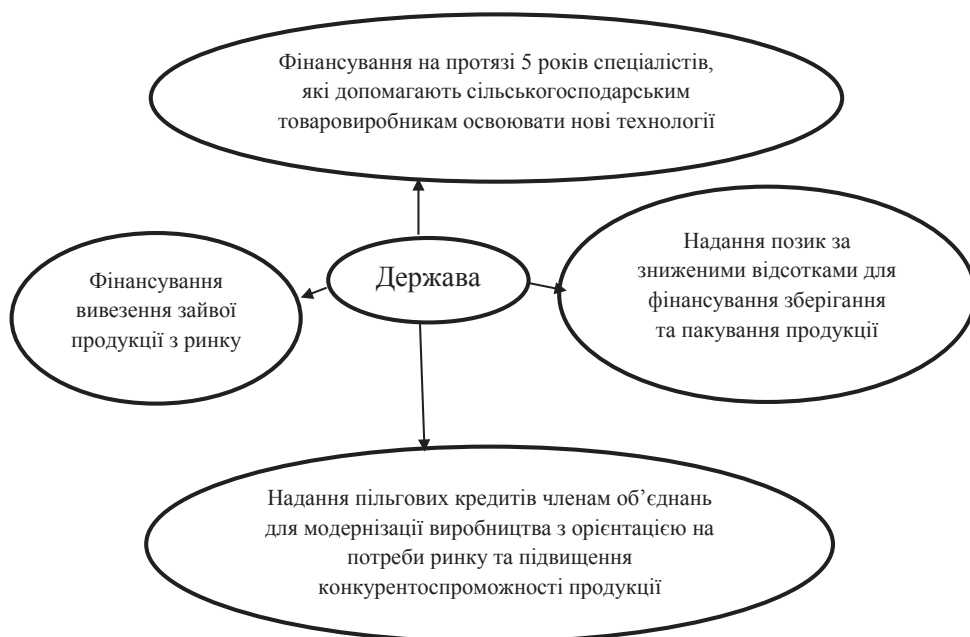 Фінансування на протязі 5 років спеціалістів,
які допомагають сільськогосподарським
товаровиробникам освоювати нові технології
Держава
Фінансування
вивезення зайвої
продукції з ринку
Надання позик за
зниженими відсотками для
фінансування зберігання
та пакування продукції
Надання пільгових кредитів членам об’єднань
для модернізації виробництва з орієнтацією на
потреби ринку та підвищення
конкурентоспроможності продукції